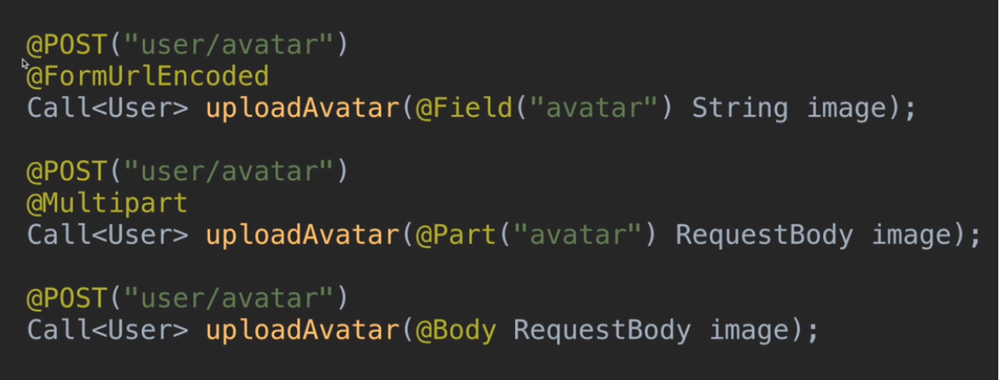 @POST("user/avatar")
@FormUrlEncoded
Call<User> uploadAvatar(@Field("avatar") String image);
@POST("user/avatar")
@Multipart
Call<User> uploadAvatar(@Part("avatar") RequestBody image);
@POST("user/avatar")
Call<User> uploadAvatar(@Body RequestBody image);